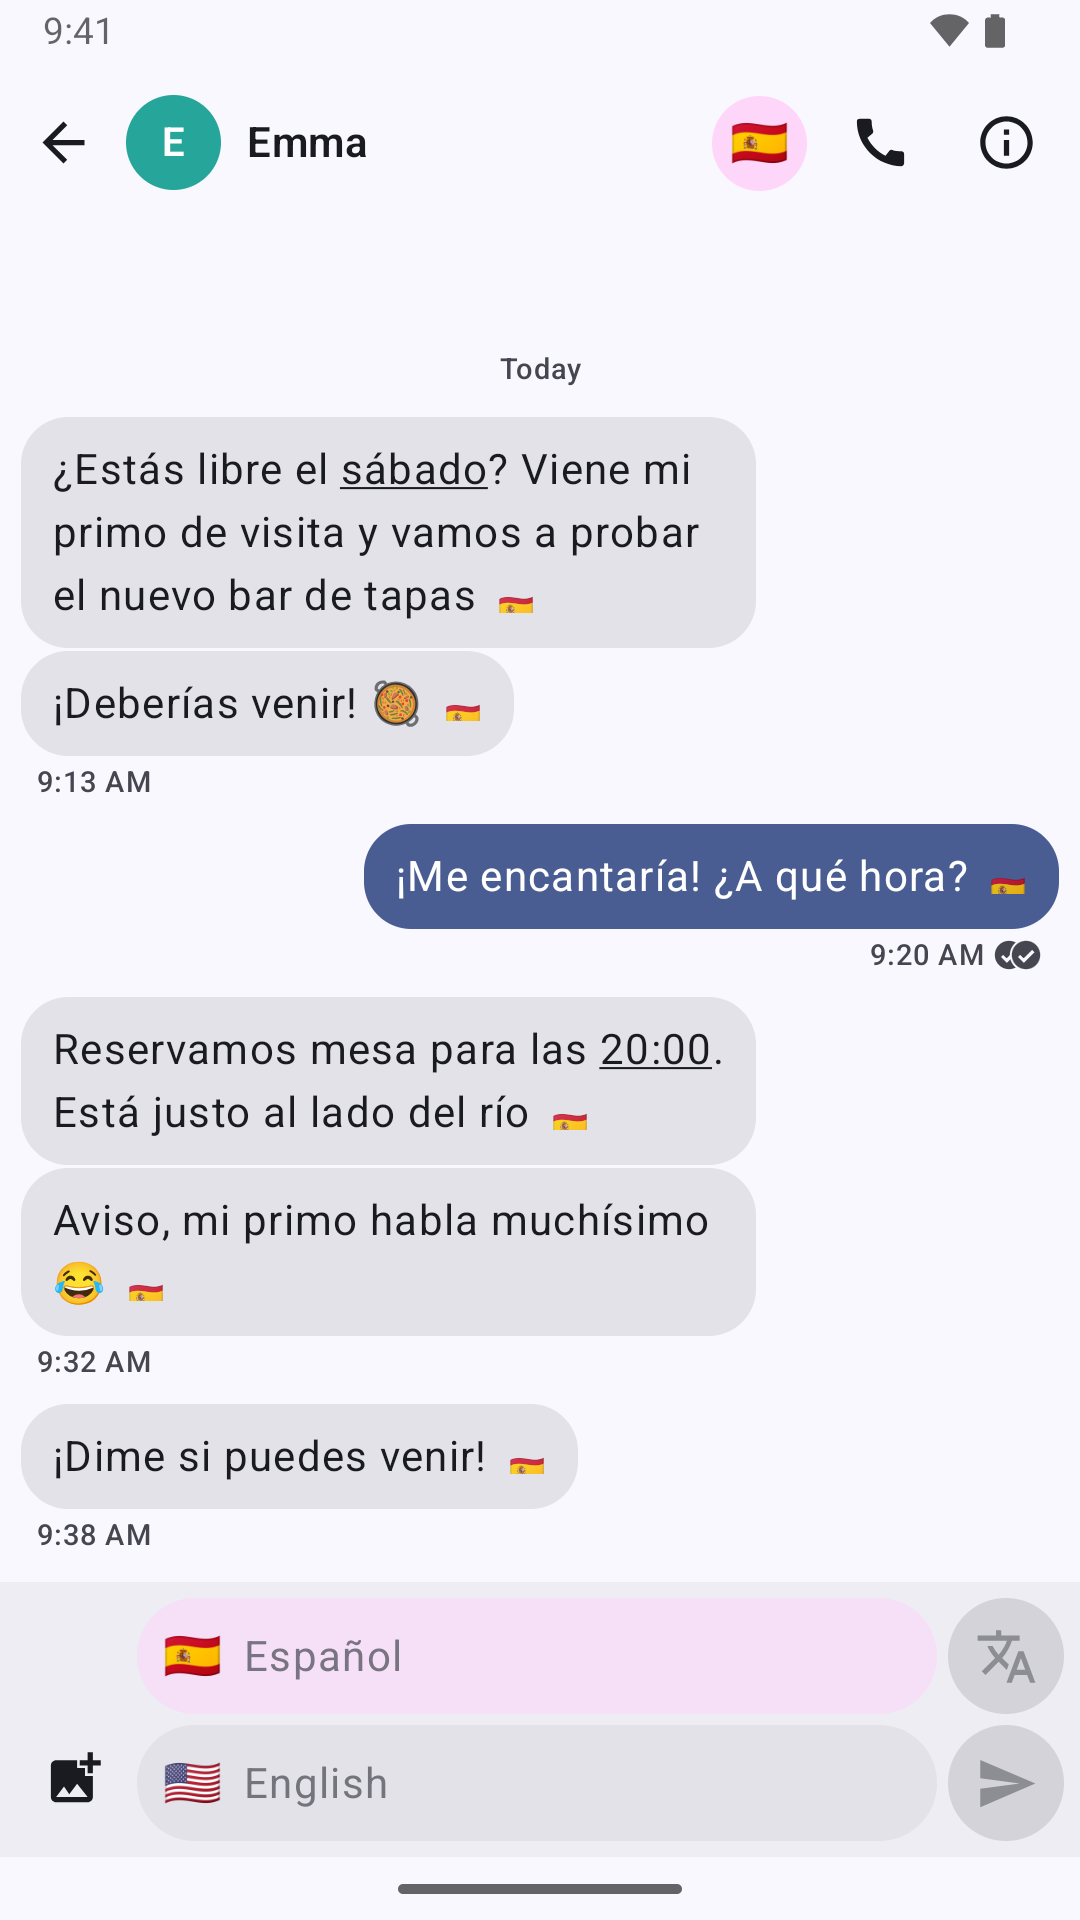 9:41
E Emma
Today
¿Estás libre el sábado? Viene mi
primo de visita y vamos a probar
el nuevo bar de tapas 🇪🇸
¡Deberías venir! 🥘 🇪🇸
9:13 AM
¡Me encantaría! ¿A qué hora? 🇪🇸
9:20 AM
Reservamos mesa para las 20:00.
Está justo al lado del río 🇪🇸
Aviso, mi primo habla muchísimo
😂 🇪🇸
9:32 AM
¡Dime si puedes venir! 🇪🇸
9:38 AM
🇪🇸 Español
🇺🇸 English